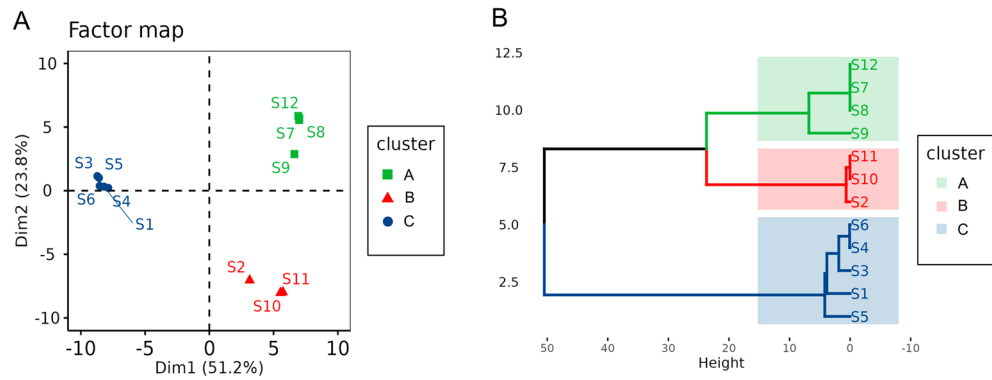 A
Factor map
10
5
0
-5
-10
Dim2 (23.8%)
S12
S7
S8
S9
S3
S5
S6
S4
S1
S2
S11
S10
-10
-5
0
5
10
Dim1 (51.2%)
cluster
A
B
C
B
12.5
10.0
7.5
5.0
2.5
S12
S7
S8
S9
S11
S10
S2
S6
S4
S3
S1
S5
50
40
30
20
10
0
-10
Height
cluster
A
B
C